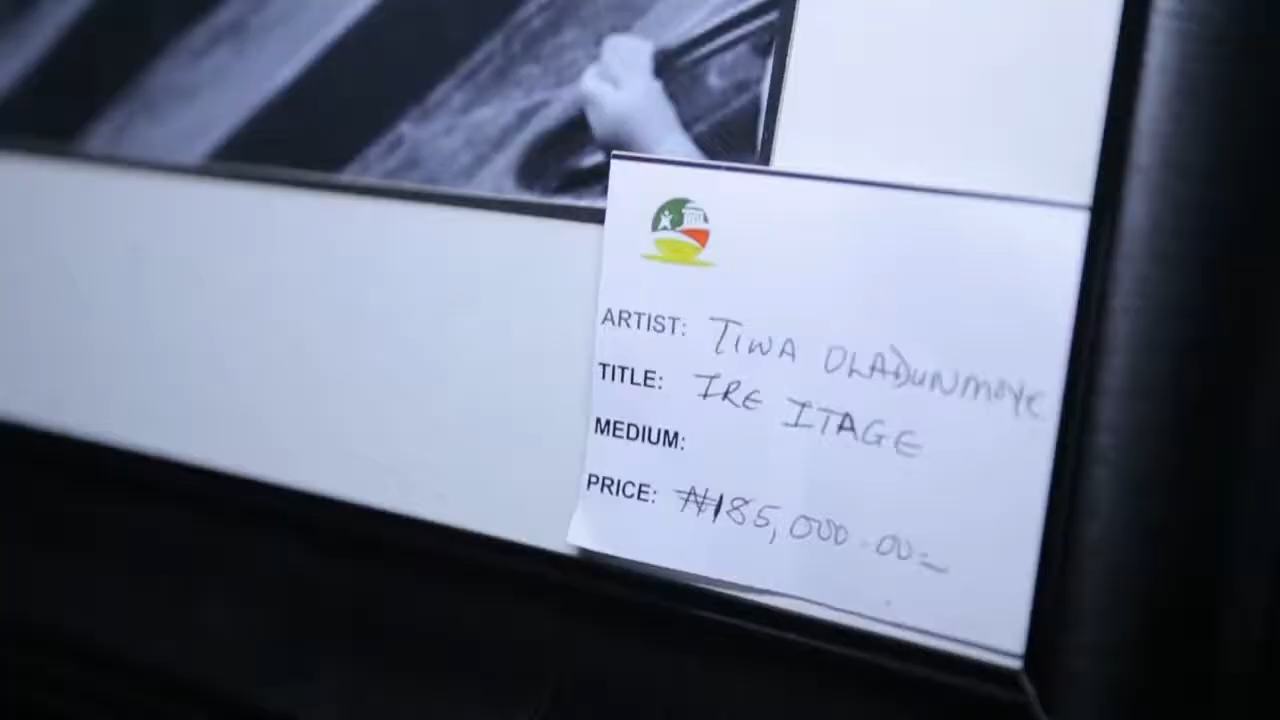 ARTIST: TIWA OLADUNMOYE
TITLE: IRE ITAGE
MEDIUM:
PRICE: ₦185,000.00=